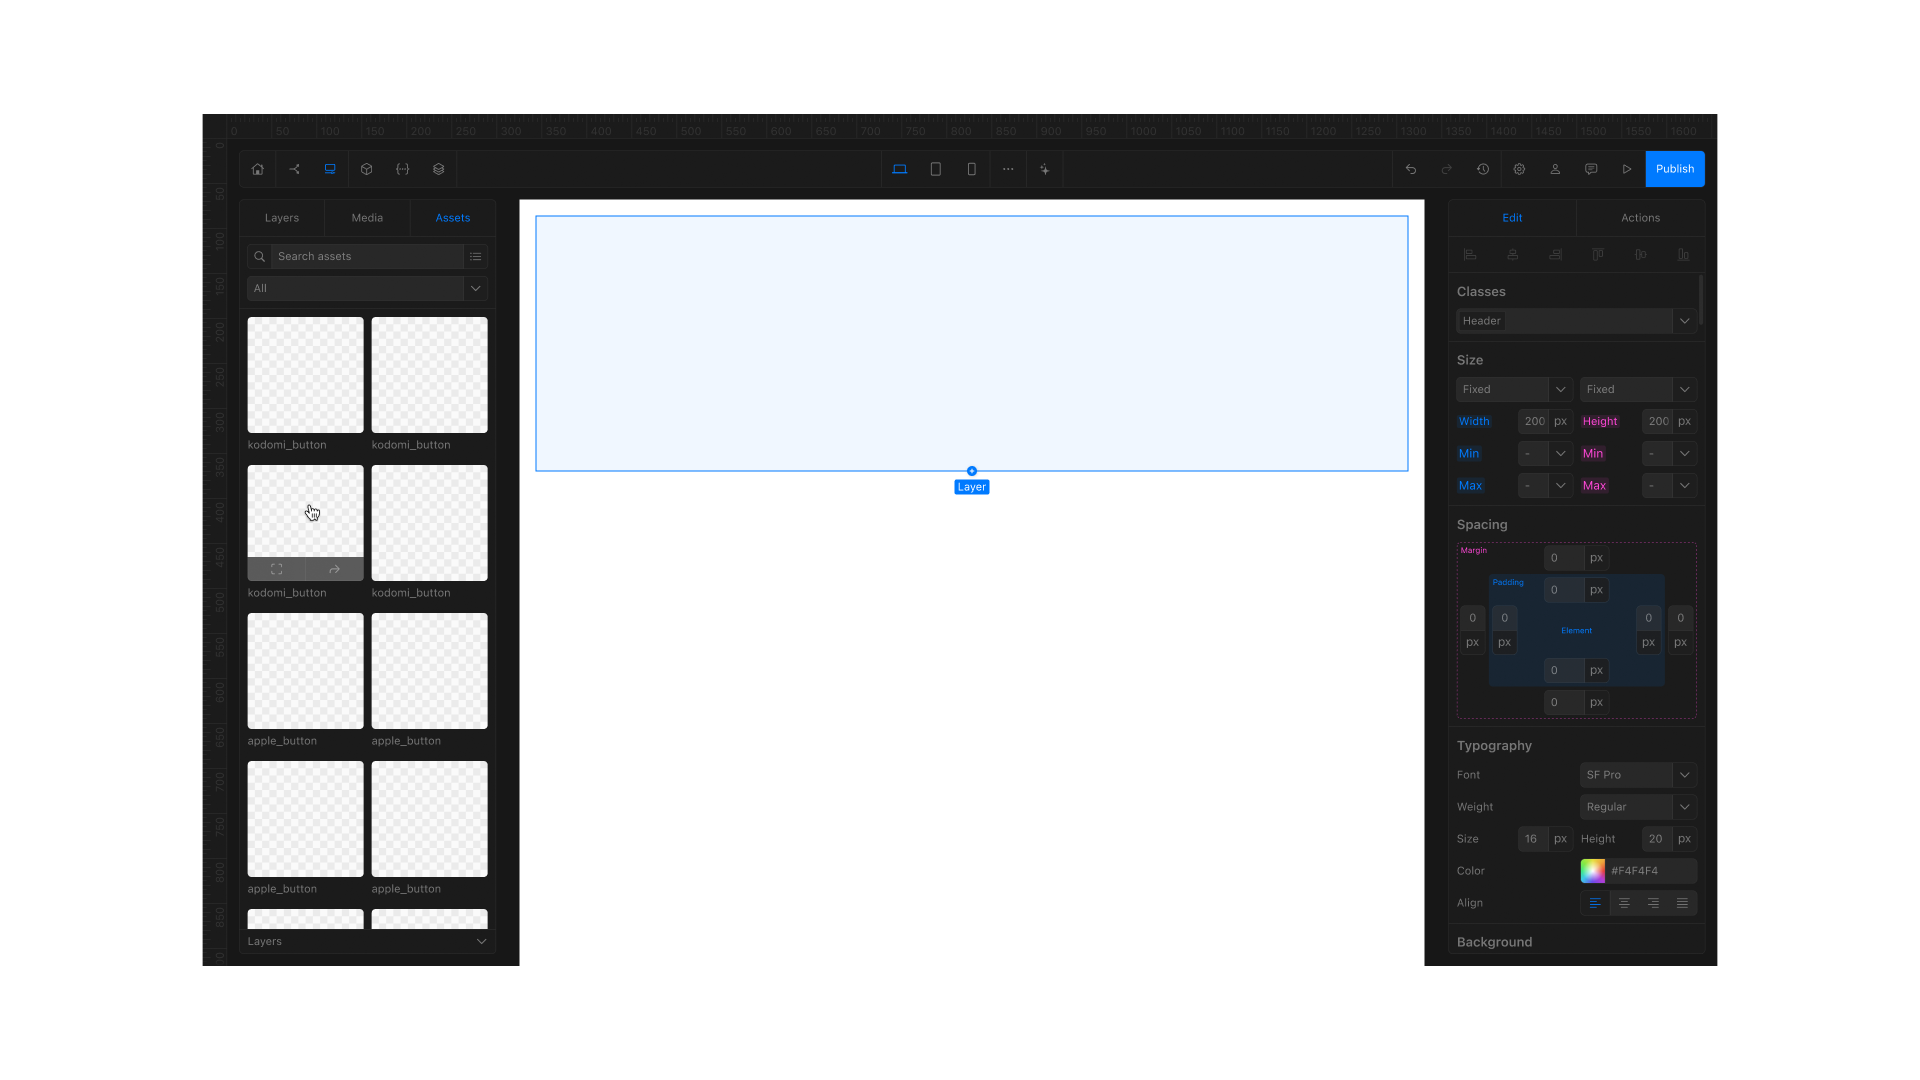 0 50 100 150 200 250 300 350 400 450 500 550 600 650 700 750 800 850 900 950 1000 1050 1100 1150 1200 1250 1300 1350 1400 1450 1500 1550 1600
0
50
100
150
200
250
300
350
400
450
500
550
600
650
700
750
800
850
Publish
Layers Media Assets
Search assets
All
kodomi_button kodomi_button
kodomi_button kodomi_button
apple_button apple_button
apple_button apple_button
Layers
Layer
Edit Actions
Classes
Header
Size
Fixed Fixed
Width 200 px Height 200 px
Min - Min -
Max - Max -
Spacing
Margin 0 px
Padding 0 px
0 0 0 0
Element
px px px px
0 px
0 px
Typography
Font SF Pro
Weight Regular
Size 16 px Height 20 px
Color #F4F4F4
Align
Background